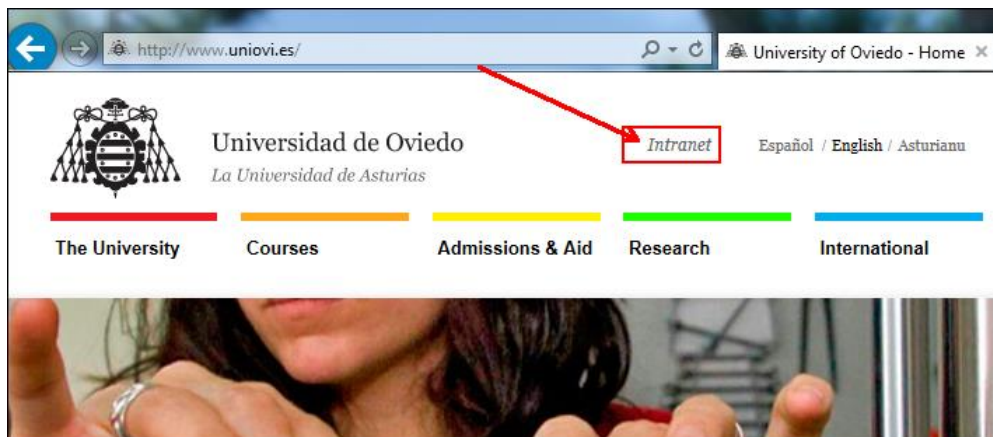 http://www.uniovi.es/
University of Oviedo - Home
Universidad de Oviedo
La Universidad de Asturias
Intranet
Español / English / Asturianu
The University
Courses
Admissions & Aid
Research
International